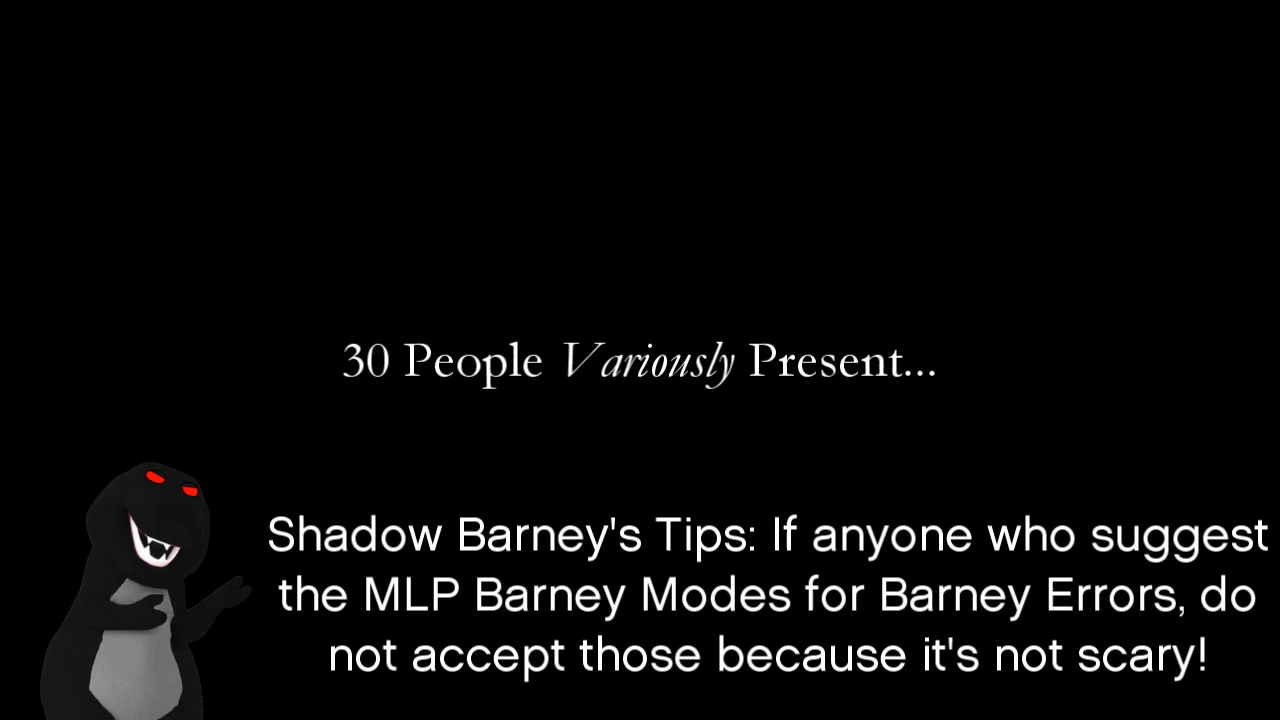 30 People Variously Present...
Shadow Barney's Tips: If anyone who suggest
the MLP Barney Modes for Barney Errors, do
not accept those because it's not scary!